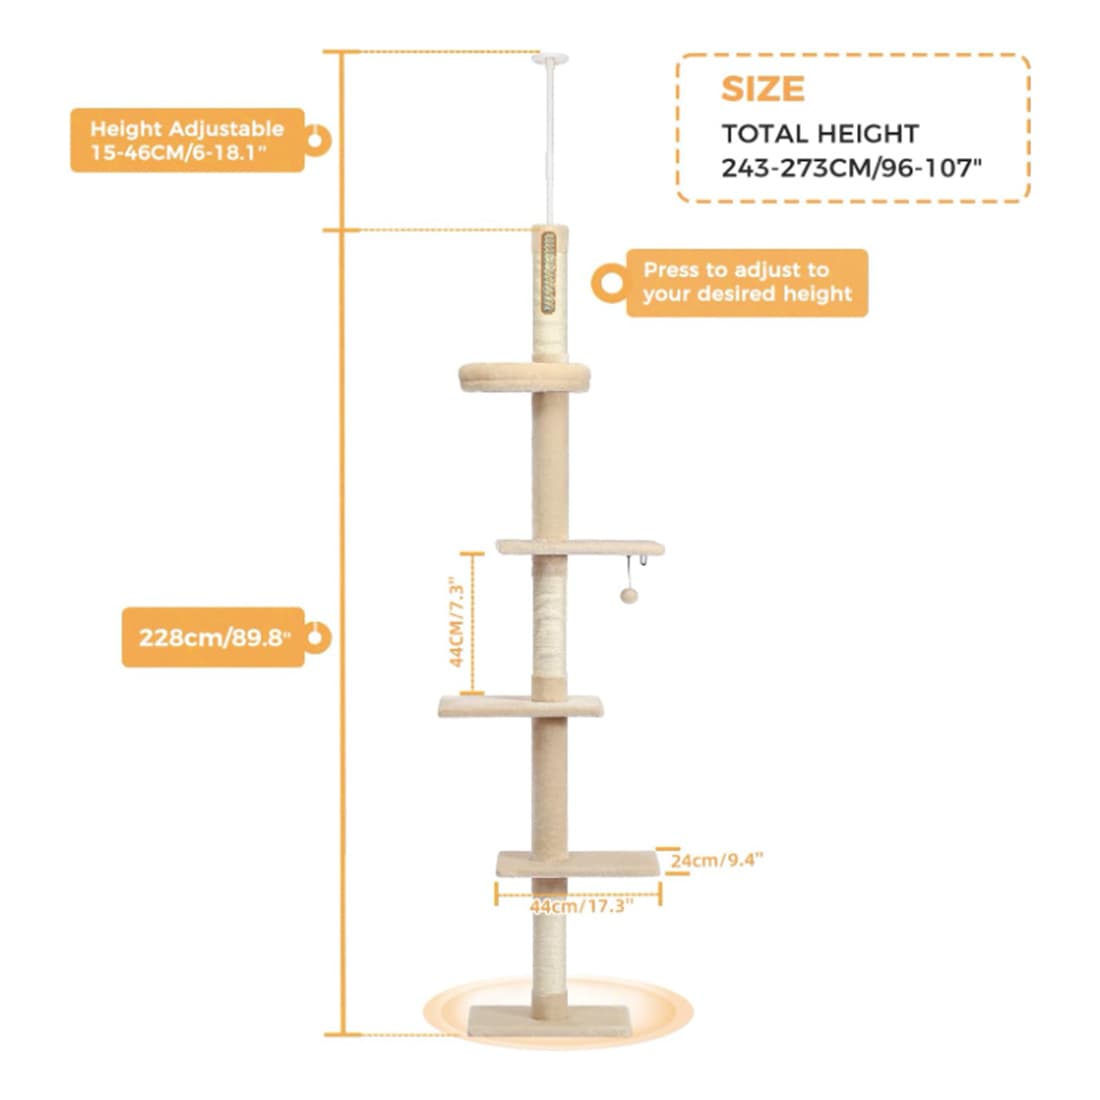 SIZE
TOTAL HEIGHT
243-273CM/96-107"
Height Adjustable
15-46CM/6-18.1"
Press to adjust to
your desired height
44CM/7.3"
228cm/89.8"
24cm/9.4"
44cm/17.3"